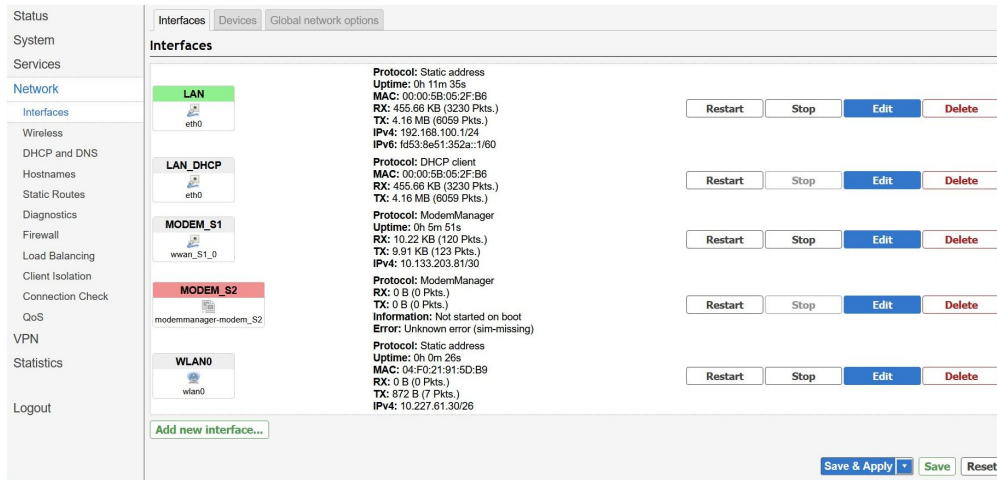 Status
System
Services
Network
Interfaces
Wireless
DHCP and DNS
Hostnames
Static Routes
Diagnostics
Firewall
Load Balancing
Client Isolation
Connection Check
QoS
VPN
Statistics
Logout
Interfaces Devices Global network options
Interfaces
LAN
eth0
Protocol: Static address
Uptime: 0h 11m 35s
MAC: 00:00:5B:05:2F:B6
RX: 455.66 KB (3230 Pkts.)
TX: 4.16 MB (6059 Pkts.)
IPv4: 192.168.100.1/24
IPv6: fd53:8e51:352a::1/60
Restart Stop Edit Delete
LAN_DHCP
eth0
Protocol: DHCP client
MAC: 00:00:5B:05:2F:B6
RX: 455.66 KB (3230 Pkts.)
TX: 4.16 MB (6059 Pkts.)
Restart Stop Edit Delete
MODEM_S1
wwan_S1_0
Protocol: ModemManager
Uptime: 0h 5m 51s
RX: 10.22 KB (120 Pkts.)
TX: 9.91 KB (123 Pkts.)
IPv4: 10.133.203.81/30
Restart Stop Edit Delete
MODEM_S2
modemmanager-modem_S2
Protocol: ModemManager
RX: 0 B (0 Pkts.)
TX: 0 B (0 Pkts.)
Information: Not started on boot
Error: Unknown error (sim-missing)
Restart Stop Edit Delete
WLAN0
wlan0
Protocol: Static address
Uptime: 0h 0m 26s
MAC: 04:F0:21:91:5D:B9
RX: 0 B (0 Pkts.)
TX: 872 B (7 Pkts.)
IPv4: 10.227.61.30/26
Restart Stop Edit Delete
Add new interface...
Save & Apply Save Reset